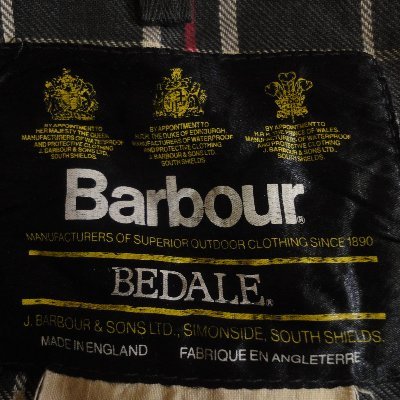 BY APPOINTMENT TO
HER MAJESTY THE QUEEN
MANUFACTURERS OF WATERPROOF
AND PROTECTIVE CLOTHING
J. BARBOUR & SONS LTD.
SOUTH SHIELDS.
BY APPOINTMENT TO
H.R.H. THE DUKE OF EDINBURGH
MANUFACTURERS OF WATERPROOF
AND PROTECTIVE CLOTHING
J. BARBOUR & SONS LTD.
SOUTH SHIELDS.
BY APPOINTMENT TO
H.R.H. THE PRINCE OF WALES
MANUFACTURERS OF WATERPROOF
AND PROTECTIVE CLOTHING
J. BARBOUR & SONS LTD.
SOUTH SHIELDS.
Barbour®
MANUFACTURERS OF SUPERIOR OUTDOOR CLOTHING SINCE 1890
BEDALE®
J. BARBOUR & SONS LTD., SIMONSIDE, SOUTH SHIELDS.
MADE IN ENGLAND FABRIQUE EN ANGLETERRE